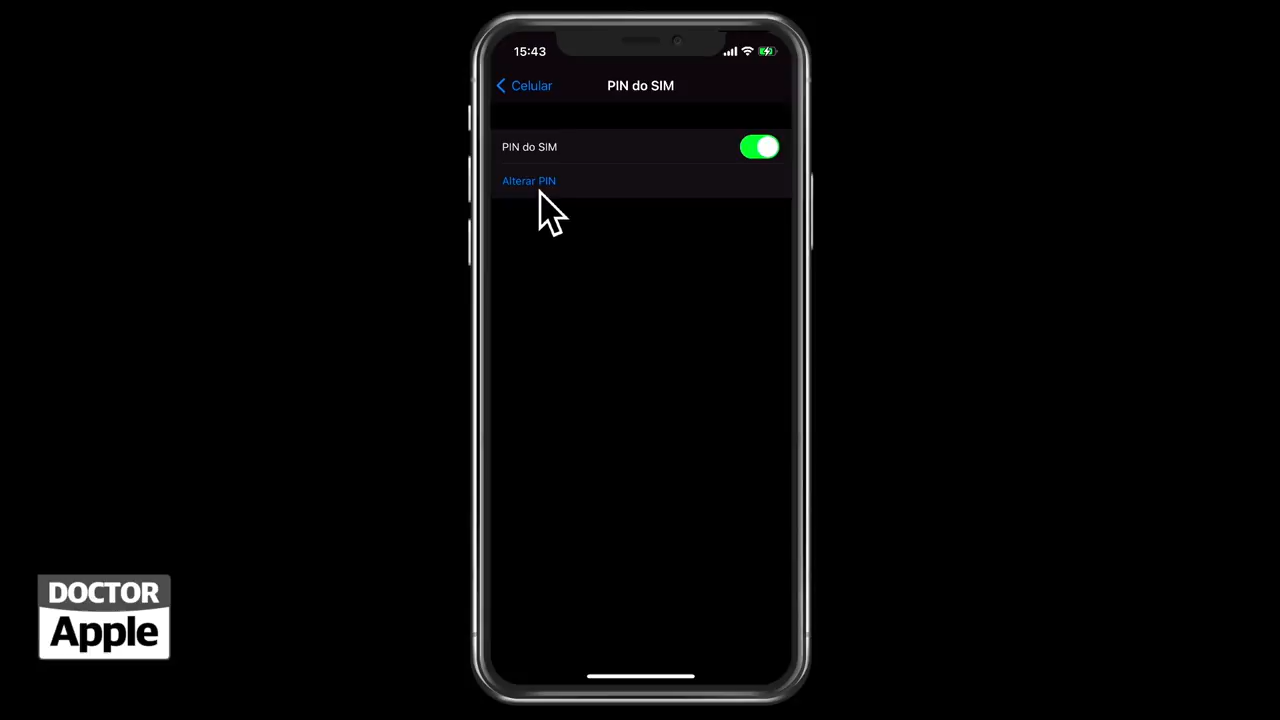 15:43
Celular
PIN do SIM
PIN do SIM
Alterar PIN
DOCTOR
Apple